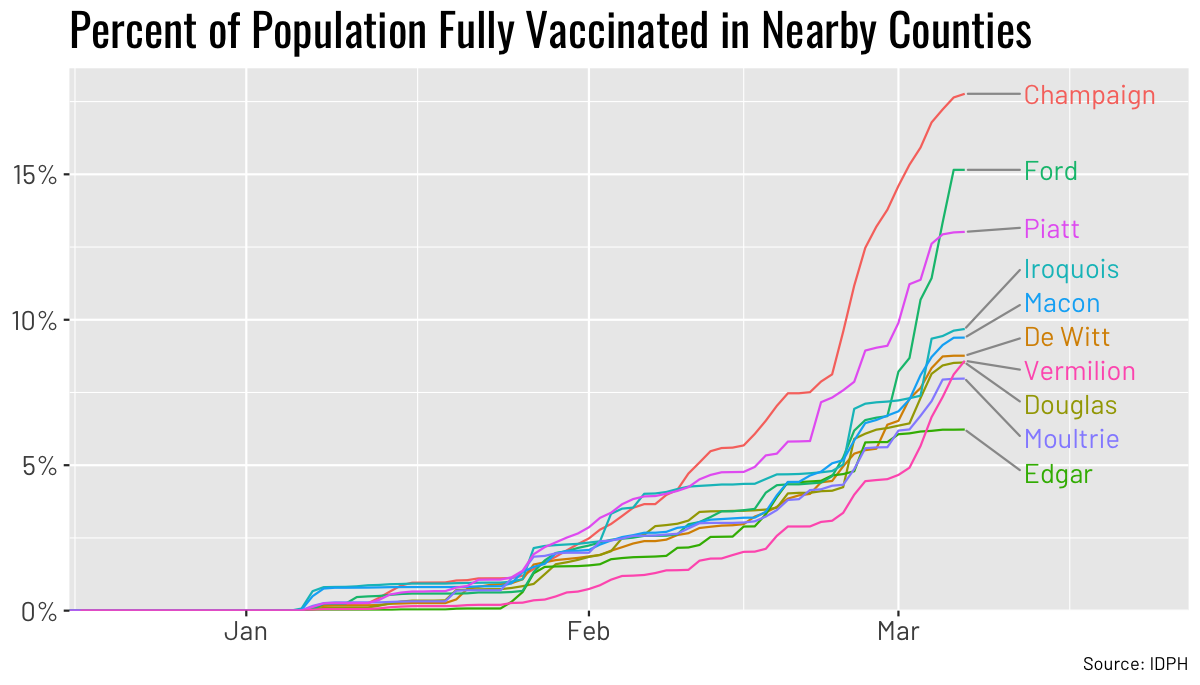 Percent of Population Fully Vaccinated in Nearby Counties
Champaign
15%
Ford
Piatt
Iroquois
Macon
10%
De Witt
Vermilion
Douglas
Moultrie
5%
Edgar
0%
Jan Feb Mar
Source: IDPH